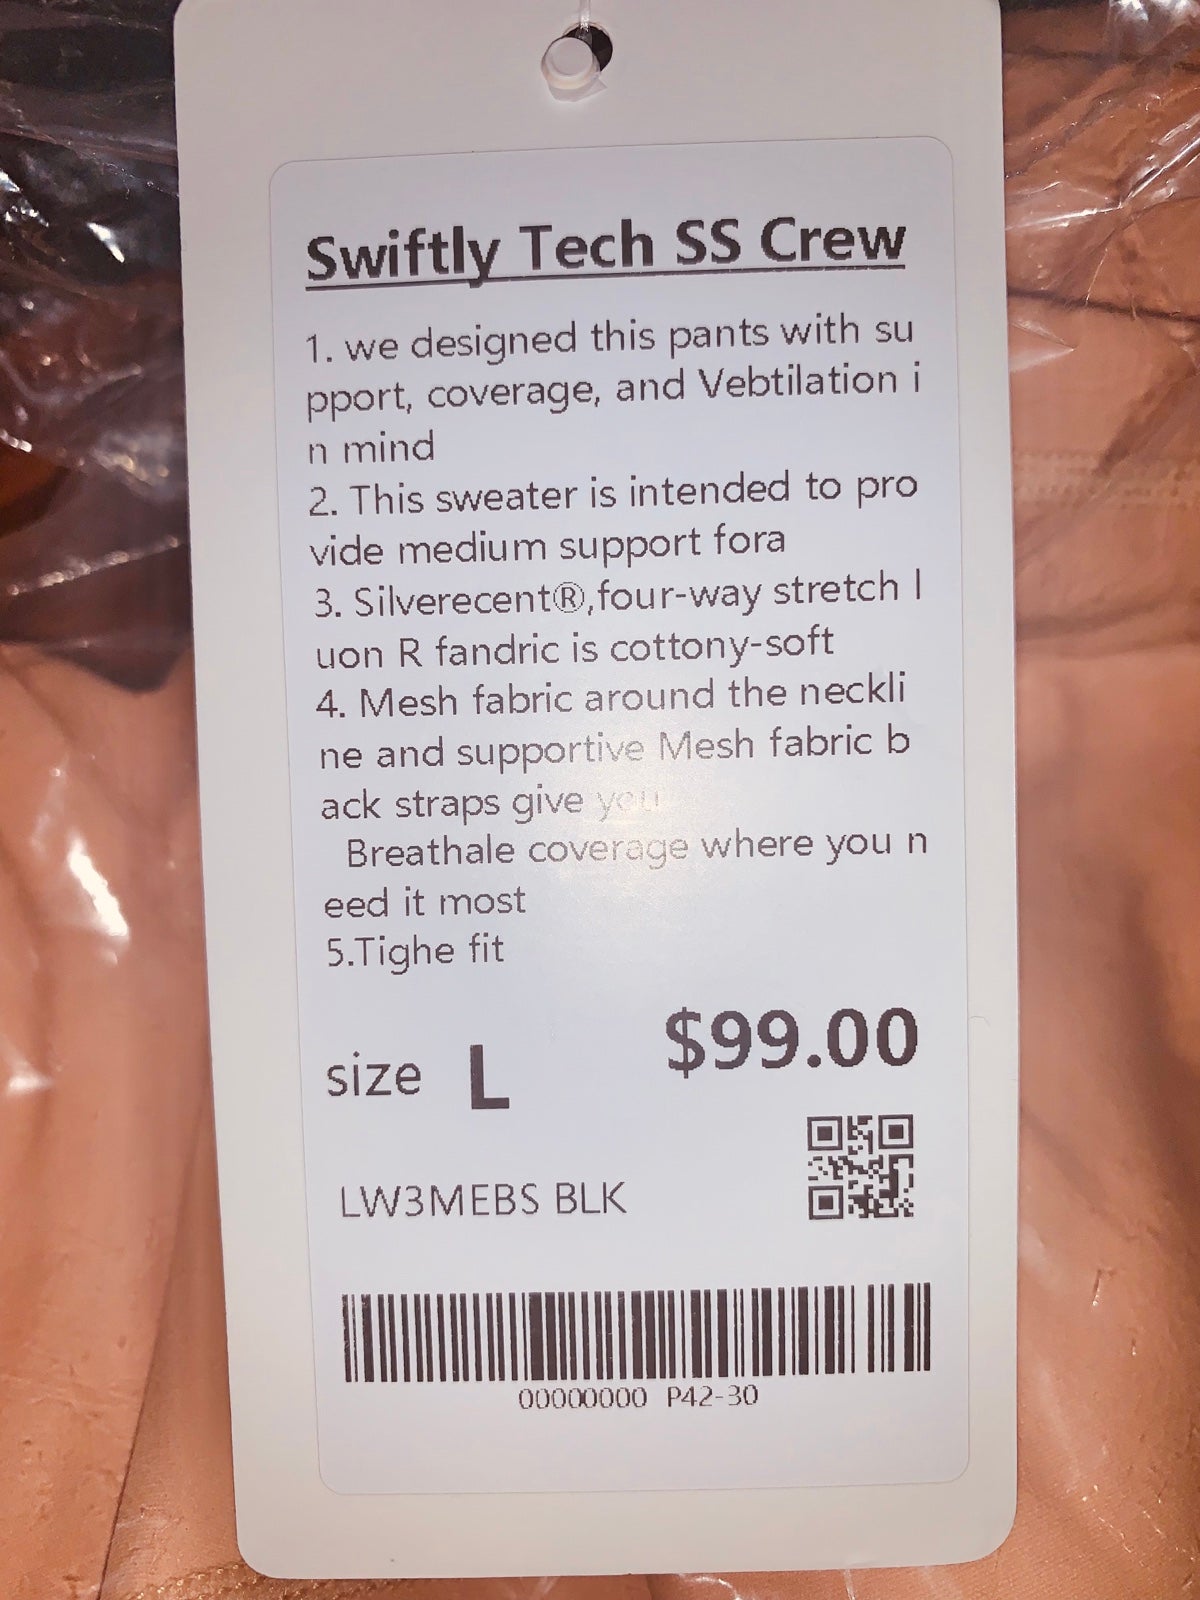 Swiftly Tech SS Crew
1. we designed this pants with su
pport, coverage, and Vebtilation i
n mind
2. This sweater is intended to pro
vide medium support fora
3. Silverecent®,four-way stretch l
uon R fandric is cottony-soft
4. Mesh fabric around the neckli
ne and supportive Mesh fabric b
ack straps give you
Breathale coverage where you n
eed it most
5.Tighe fit
size L
$99.00
LW3MEBS BLK
00000000 P42-30